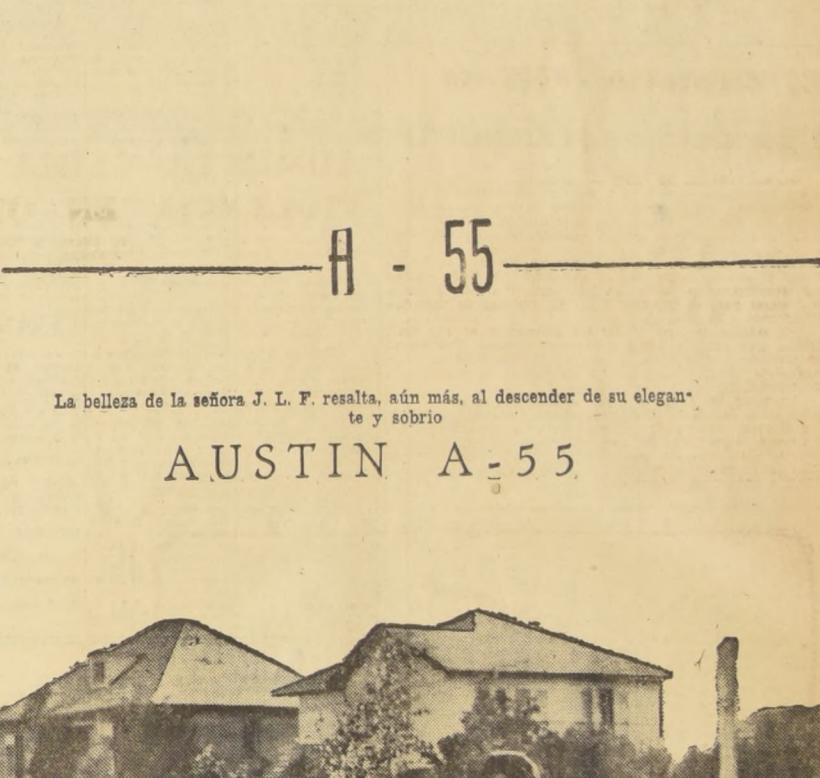 A - 55
La belleza de la señora J. L. F. resalta, aún más, al descender de su elegan-
te y sobrio
AUSTIN A-55